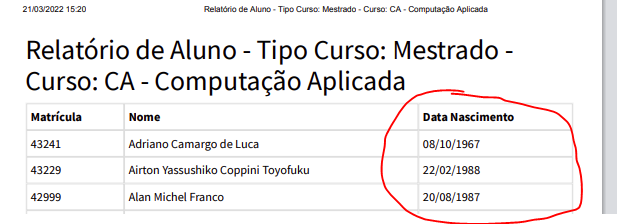 21/03/2022 15:20 Relatório de Aluno - Tipo Curso: Mestrado - Curso: CA - Computação Aplicada
Relatório de Aluno - Tipo Curso: Mestrado -
Curso: CA - Computação Aplicada
Matrícula Nome Data Nascimento
43241 Adriano Camargo de Luca 08/10/1967
43229 Airton Yassushiko Coppini Toyofuku 22/02/1988
42999 Alan Michel Franco 20/08/1987